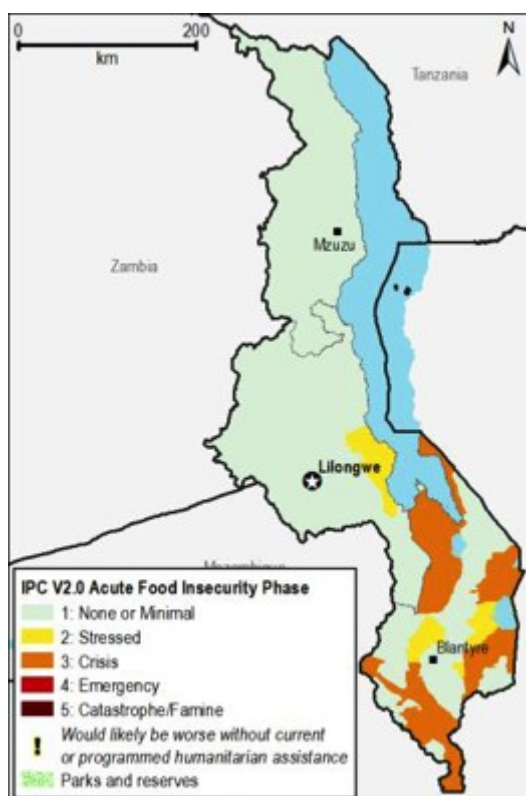 0 200
km
N
Tanzania
Mzuzu
Zambia
Lilongwe
Mozambique
IPC V2.0 Acute Food Insecurity Phase
1: None or Minimal
2: Stressed
3: Crisis
4: Emergency
5: Catastrophe/Famine
! Would likely be worse without current
or programmed humanitarian assistance
Parks and reserves
Blantyre